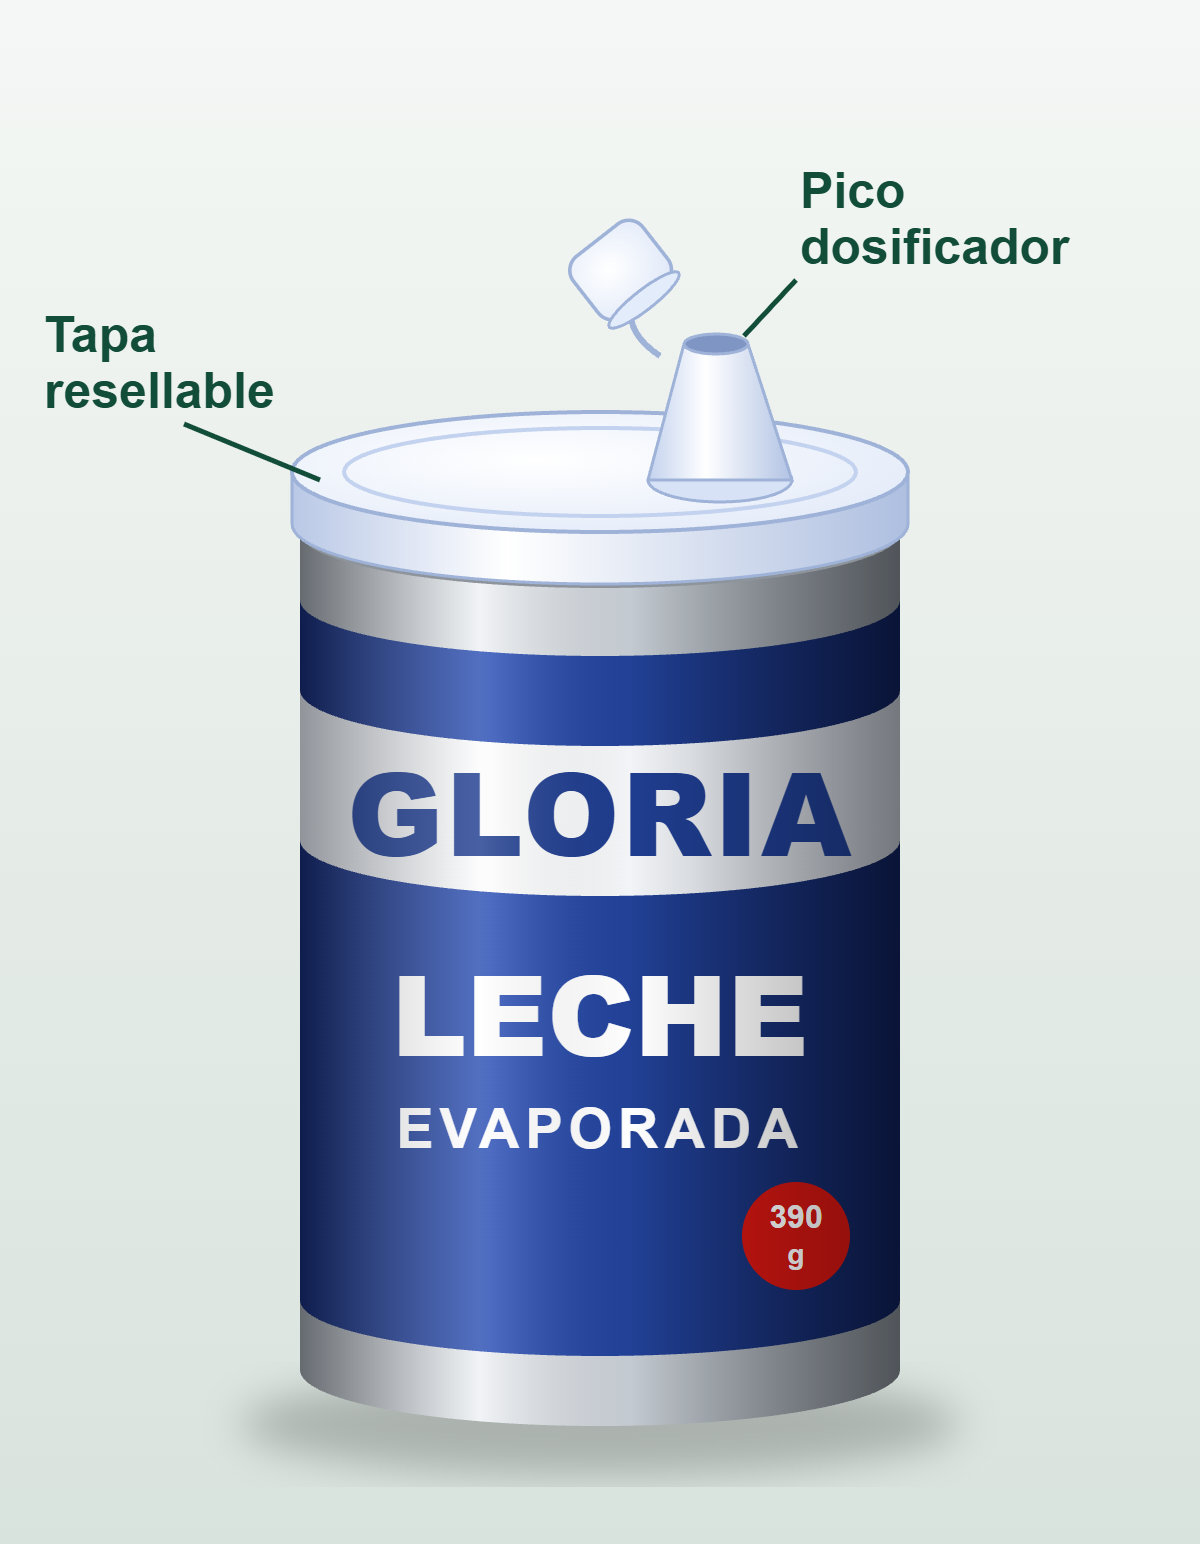 Pico
dosificador
Tapa
resellable
GLORIA
LECHE
EVAPORADA
390
g